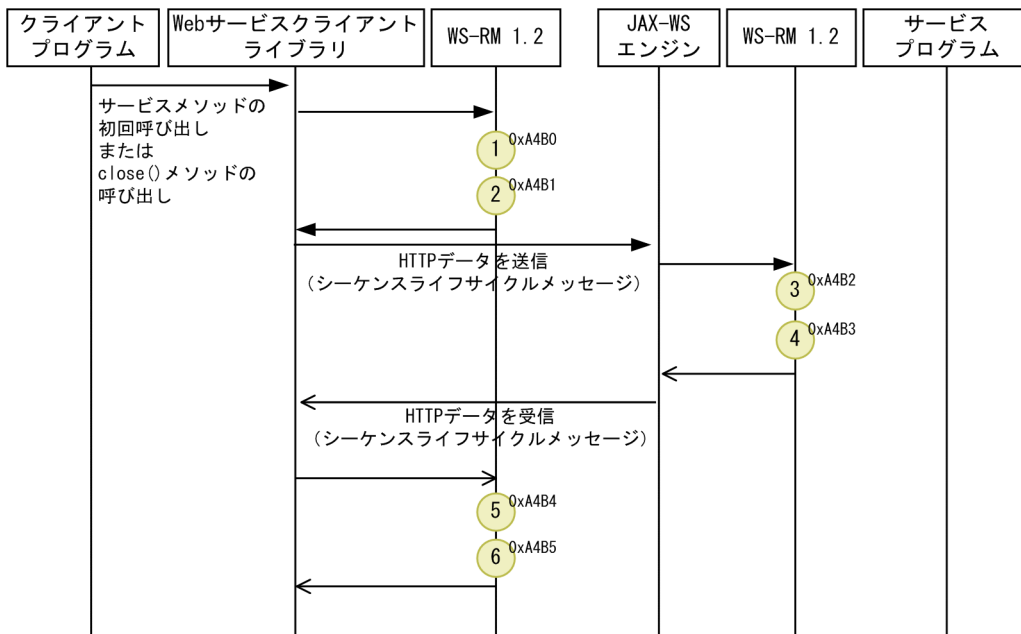 クライアント
プログラム
Webサービスクライアント
ライブラリ
WS-RM 1.2
JAX-WS
エンジン
WS-RM 1.2
サービス
プログラム
サービスメソッドの
初回呼び出し
または
close()メソッドの
呼び出し
1 0xA4B0
2 0xA4B1
HTTPデータを送信
(シーケンスライフサイクルメッセージ)
3 0xA4B2
4 0xA4B3
HTTPデータを受信
(シーケンスライフサイクルメッセージ)
5 0xA4B4
6 0xA4B5